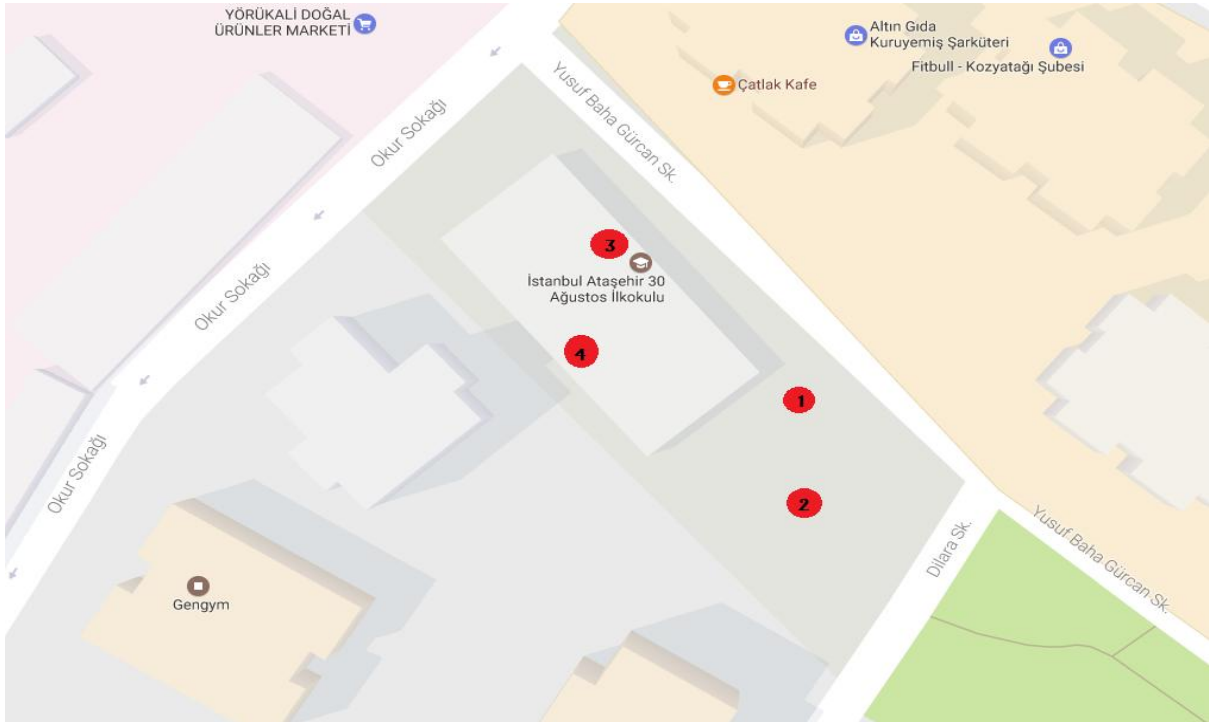 YÖRÜKALİ DOĞAL
ÜRÜNLER MARKETİ
Altın Gıda
Kuruyemiş Şarküteri
Fitbull - Kozyatağı Şubesi
Çatlak Kafe
Yusuf Baha Gürcan Sk.
Okur Sokağı
3
İstanbul Ataşehir 30
Ağustos İlkokulu
Okur Sokağı
4
1
Okur Sokağı
2
Dilara Sk.
Yusuf Baha Gürcan Sk.
Gengym